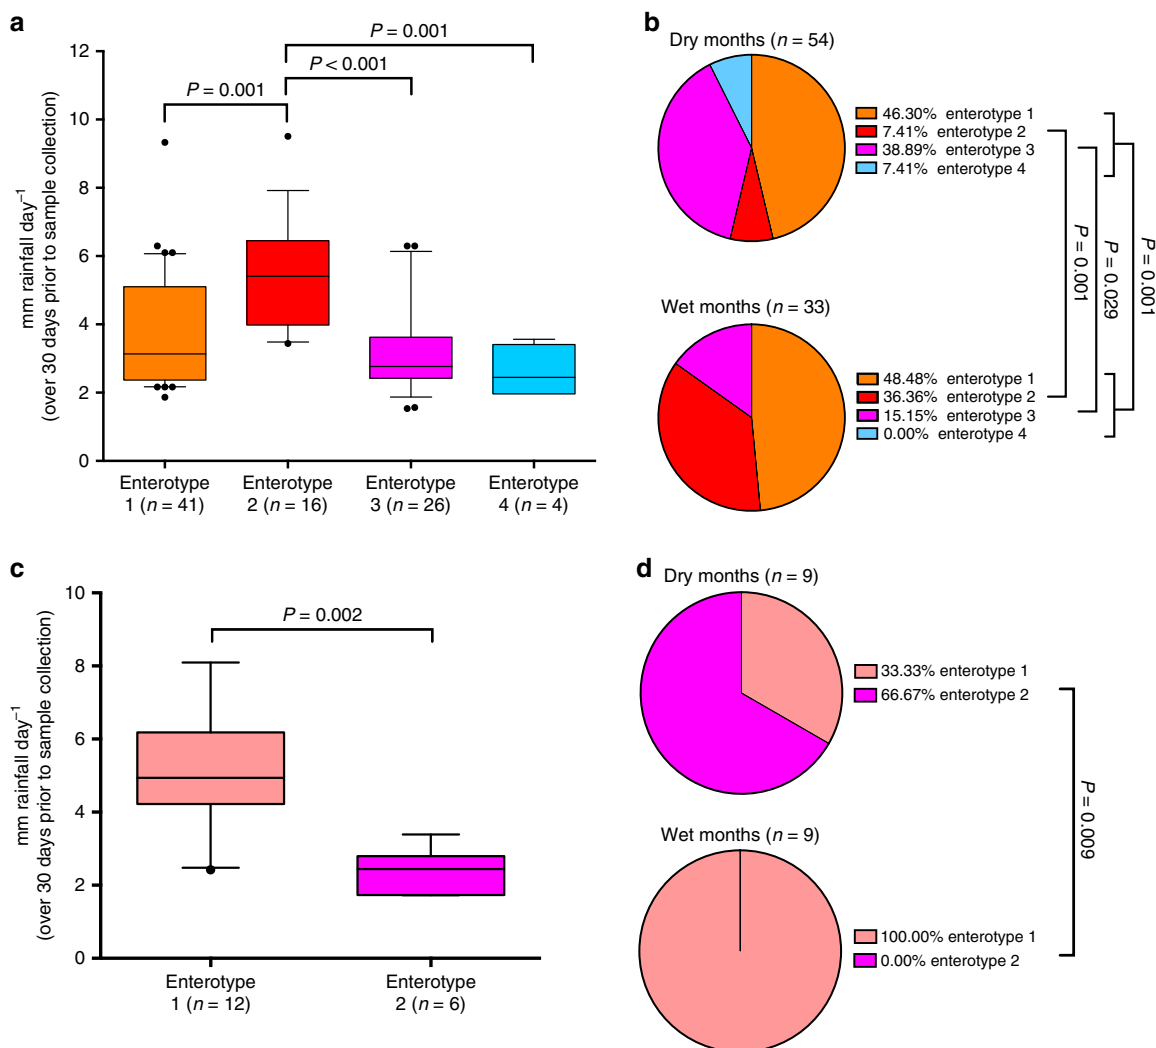 a
P = 0.001
P < 0.001
P = 0.001
12
10
8
6
4
2
0
mm rainfall day⁻¹
(over 30 days prior to sample collection)
Enterotype
1 (n = 41)
Enterotype
2 (n = 16)
Enterotype
3 (n = 26)
Enterotype
4 (n = 4)
b
Dry months (n = 54)
46.30% enterotype 1
7.41% enterotype 2
38.89% enterotype 3
7.41% enterotype 4
Wet months (n = 33)
48.48% enterotype 1
36.36% enterotype 2
15.15% enterotype 3
0.00% enterotype 4
P = 0.001
P = 0.029
P = 0.001
c
P = 0.002
10
8
6
4
2
0
mm rainfall day⁻¹
(over 30 days prior to sample collection)
Enterotype
1 (n = 12)
Enterotype
2 (n = 6)
d
Dry months (n = 9)
33.33% enterotype 1
66.67% enterotype 2
Wet months (n = 9)
100.00% enterotype 1
0.00% enterotype 2
P = 0.009